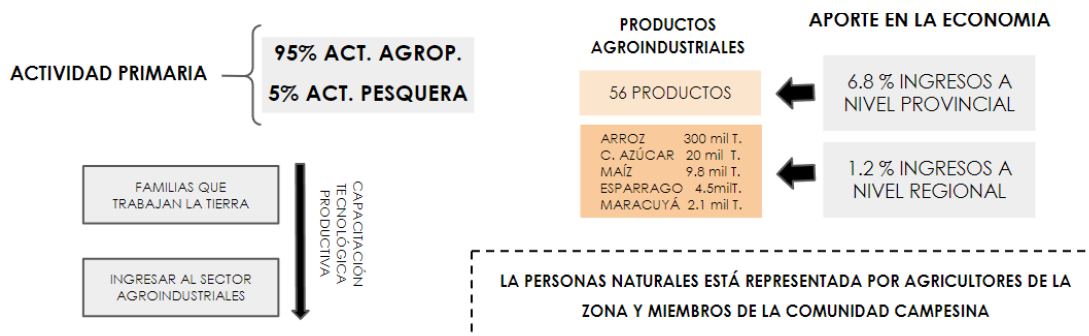 ACTIVIDAD PRIMARIA
95% ACT. AGROP.
5% ACT. PESQUERA
FAMILIAS QUE
TRABAJAN LA TIERRA
INGRESAR AL SECTOR
AGROINDUSTRIALES
CAPACITACIÓN
TECNOLÓGICA
PRODUCTIVA
PRODUCTOS
AGROINDUSTRIALES
56 PRODUCTOS
ARROZ 300 mil T.
C. AZÚCAR 20 mil T.
MAÍZ 9.8 mil T.
ESPARRAGO 4.5milT.
MARACUYÁ 2.1 mil T.
APORTE EN LA ECONOMIA
6.8 % INGRESOS A
NIVEL PROVINCIAL
1.2 % INGRESOS A
NIVEL REGIONAL
LA PERSONAS NATURALES ESTÁ REPRESENTADA POR AGRICULTORES DE LA
ZONA Y MIEMBROS DE LA COMUNIDAD CAMPESINA